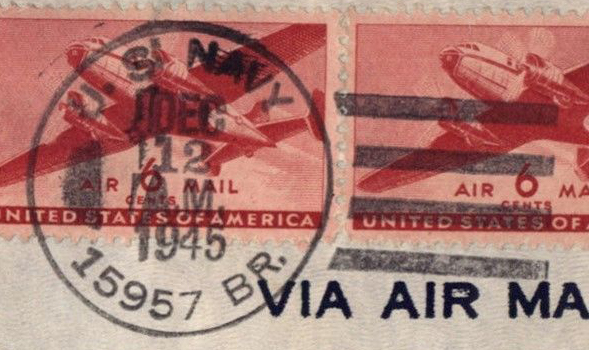 U.S. NAVY
DEC
12
M.
1945
15957 BR.
AIR 6 MAIL
CENTS
UNITED STATES OF AMERICA
AIR 6 MA
CENTS
UNITED STATES OF A
VIA AIR MA